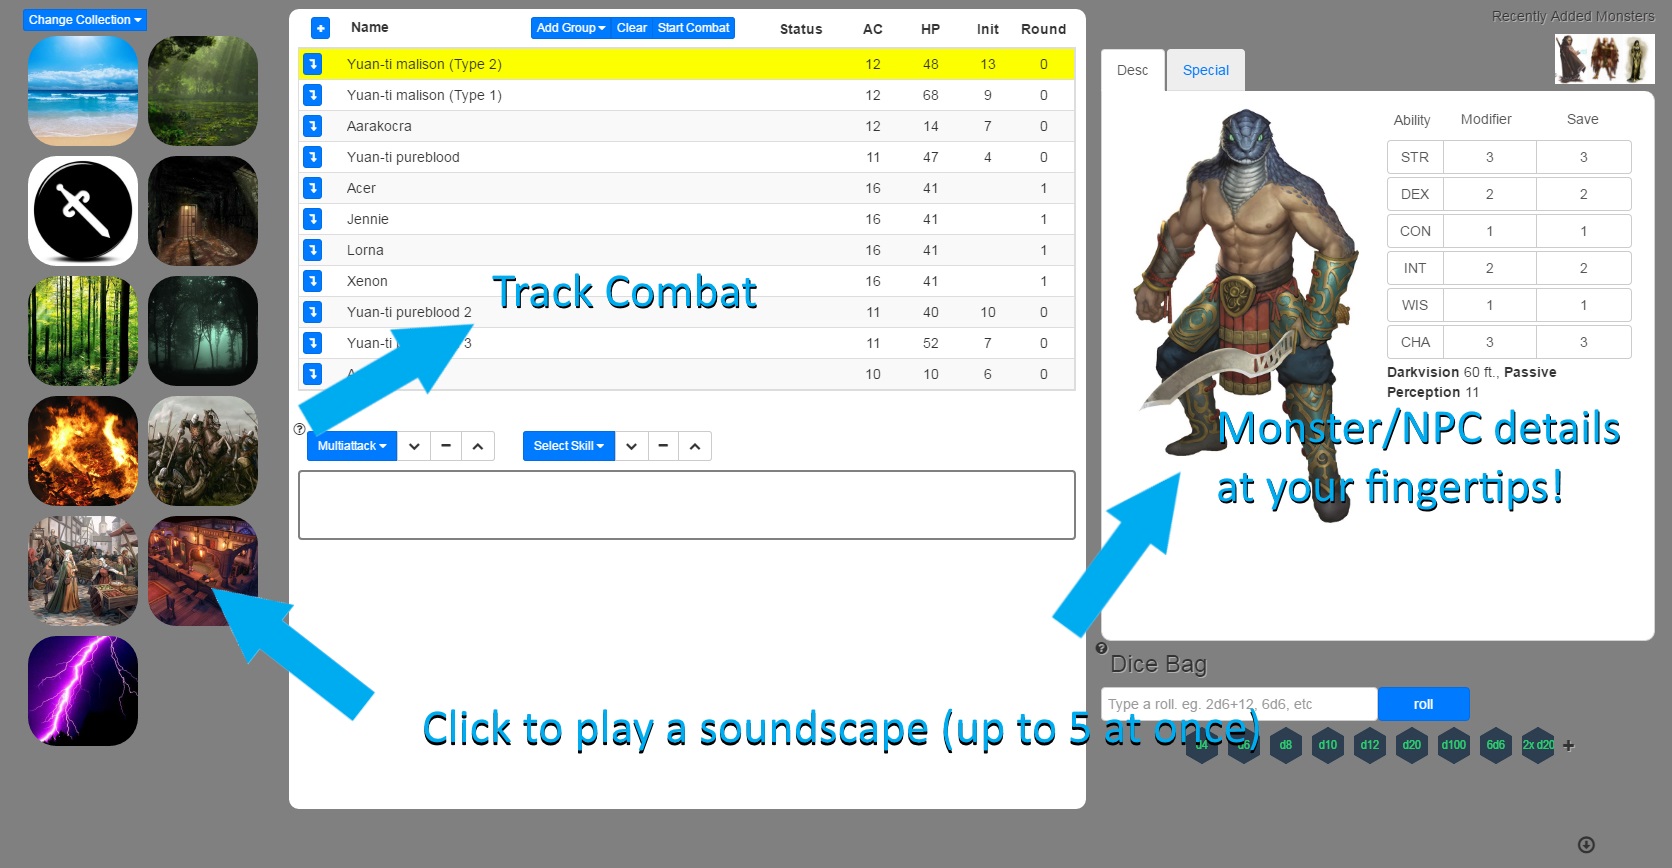 Change Collection
Name
Add Group
Clear
Start Combat
Status
AC
HP
Init
Round
Yuan-ti malison (Type 2) 12 48 13 0
Yuan-ti malison (Type 1) 12 68 9 0
Aarakocra 12 14 7 0
Yuan-ti pureblood 11 47 4 0
Acer 16 41 1
Jennie 16 41 1
Lorna 16 41 1
Xenon 16 41 1
Yuan-ti pureblood 2 11 40 10 0
Yuan-ti 3 11 52 7 0
10 10 6 0
Track Combat
Multiattack
Select Skill
Click to play a soundscape (up to 5 at once)
Recently Added Monsters
Desc
Special
Ability Modifier Save
STR 3 3
DEX 2 2
CON 1 1
INT 2 2
WIS 1 1
CHA 3 3
Darkvision 60 ft., Passive
Perception 11
Monster/NPC details
at your fingertips!
Dice Bag
Type a roll. eg. 2d6+12, 6d6, etc
roll
d4 d6 d8 d10 d12 d20 d100 6d6 2x d20 +